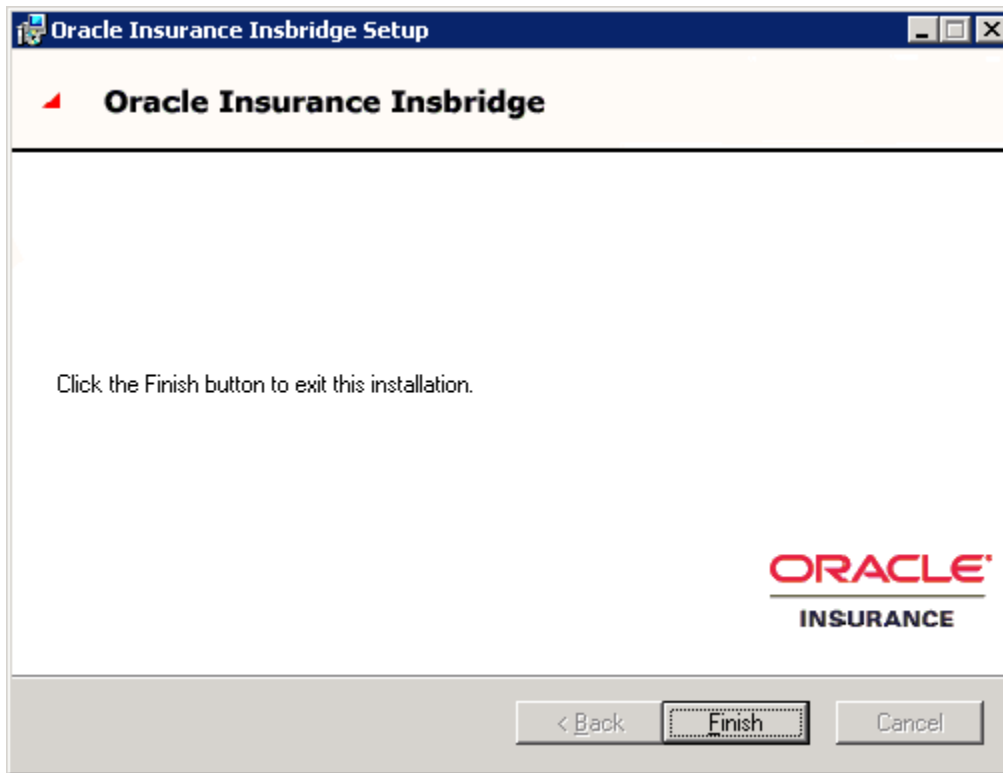 Oracle Insurance Insbridge Setup
Oracle Insurance Insbridge
Click the Finish button to exit this installation.
ORACLE
INSURANCE
< Back Finish Cancel